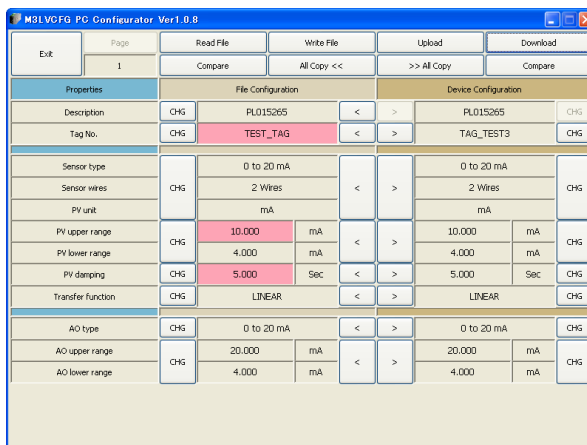 M3LVCFG PC Configurator Ver1.0.8
Exit Page Read File Write File Upload Download
1 Compare All Copy << >> All Copy Compare
Properties File Configuration Device Configuration
Description CHG PL015265 < > PL015265 CHG
Tag No. CHG TEST_TAG < > TAG_TEST3 CHG
Sensor type 0 to 20 mA 0 to 20 mA
Sensor wires CHG 2 Wires < > 2 Wires CHG
PV unit mA mA
PV upper range CHG 10.000 mA < > 10.000 mA CHG
PV lower range 4.000 mA 4.000 mA
PV damping CHG 5.000 Sec < > 5.000 Sec CHG
Transfer function CHG LINEAR < > LINEAR CHG
AO type CHG 0 to 20 mA < > 0 to 20 mA CHG
AO upper range CHG 20.000 mA < > 20.000 mA CHG
AO lower range 4.000 mA 4.000 mA